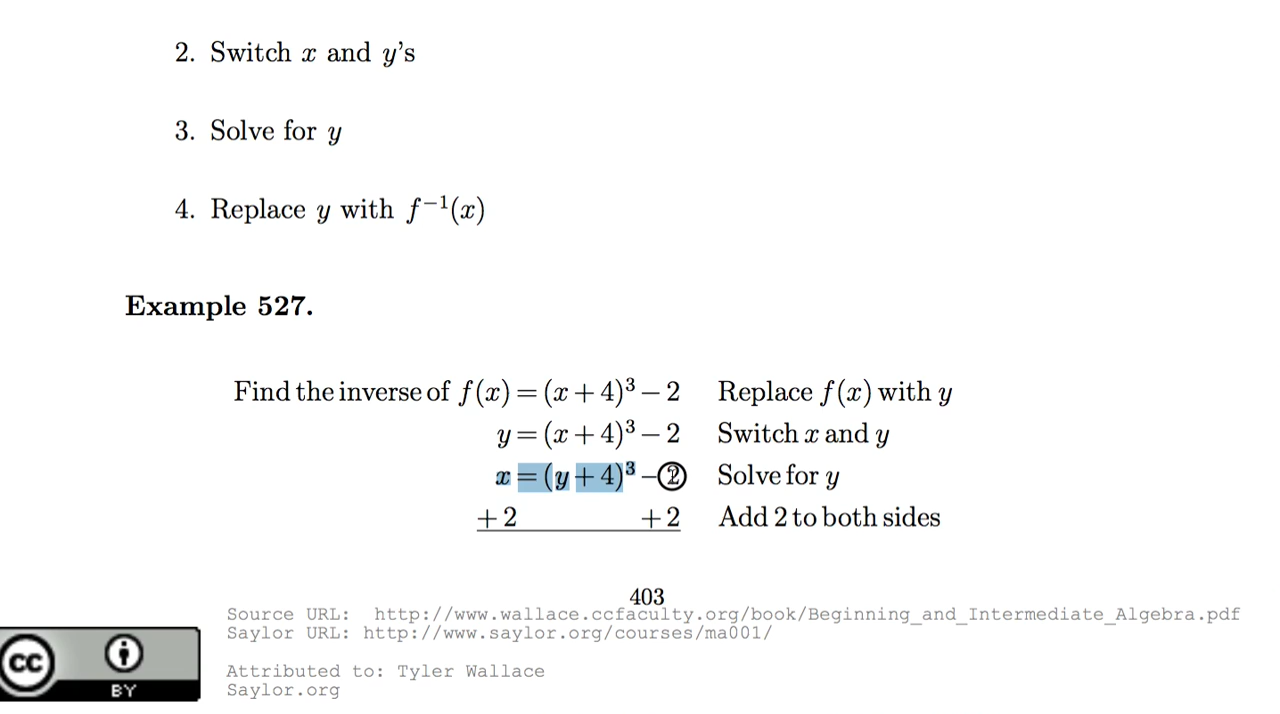 2. Switch x and y's
3. Solve for y
4. Replace y with f⁻¹(x)
Example 527.
Find the inverse of f(x) = (x + 4)³ − 2 Replace f(x) with y
y = (x + 4)³ − 2 Switch x and y
x = (y + 4)³ − 2 Solve for y
+ 2 + 2 Add 2 to both sides
403
Source URL: http://www.wallace.ccfaculty.org/book/Beginning_and_Intermediate_Algebra.pdf
Saylor URL: http://www.saylor.org/courses/ma001/
Attributed to: Tyler Wallace
Saylor.org
cc
BY